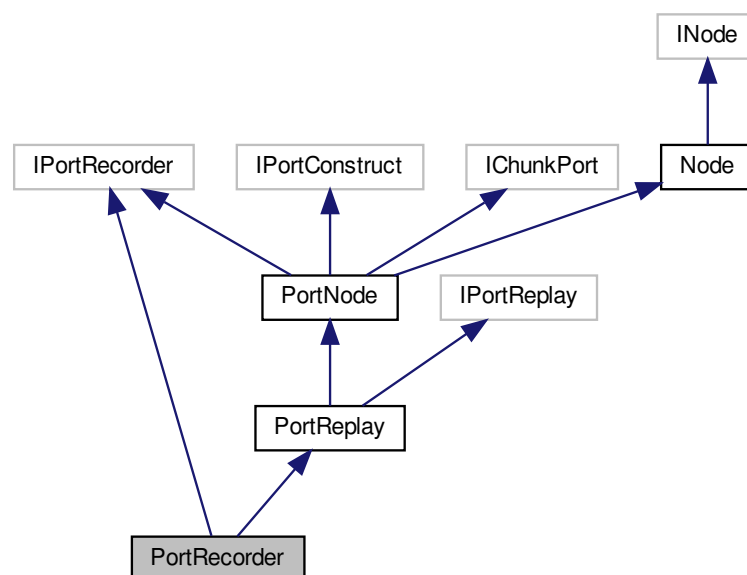 INode
IPortRecorder
IPortConstruct
IChunkPort
Node
PortNode
IPortReplay
PortReplay
PortRecorder